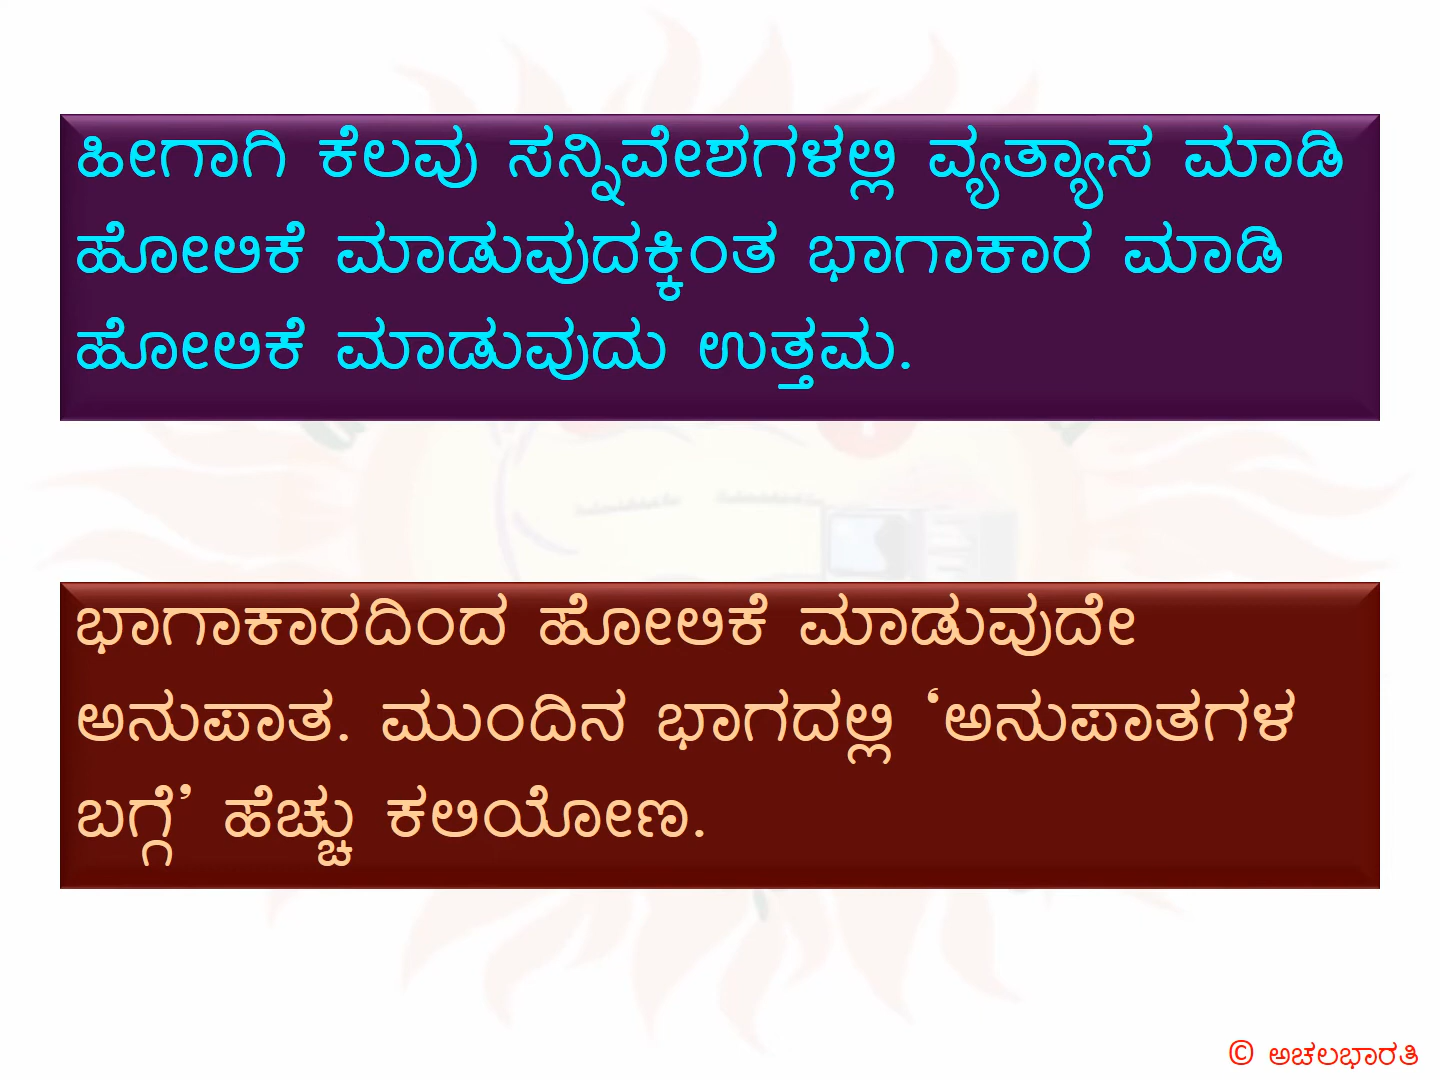 ಹೀಗಾಗಿ ಕೆಲವು ಸನ್ನಿವೇಶಗಳಲ್ಲಿ ವ್ಯತ್ಯಾಸ ಮಾಡಿ
ಹೋಲಿಕೆ ಮಾಡುವುದಕ್ಕಿಂತ ಭಾಗಾಕಾರ ಮಾಡಿ
ಹೋಲಿಕೆ ಮಾಡುವುದು ಉತ್ತಮ.
ಭಾಗಾಕಾರದಿಂದ ಹೋಲಿಕೆ ಮಾಡುವುದೇ
ಅನುಪಾತ. ಮುಂದಿನ ಭಾಗದಲ್ಲಿ ‘ಅನುಪಾತಗಳ
ಬಗ್ಗೆ’ ಹೆಚ್ಚು ಕಲಿಯೋಣ.
© ಅಚಲಭಾರತಿ